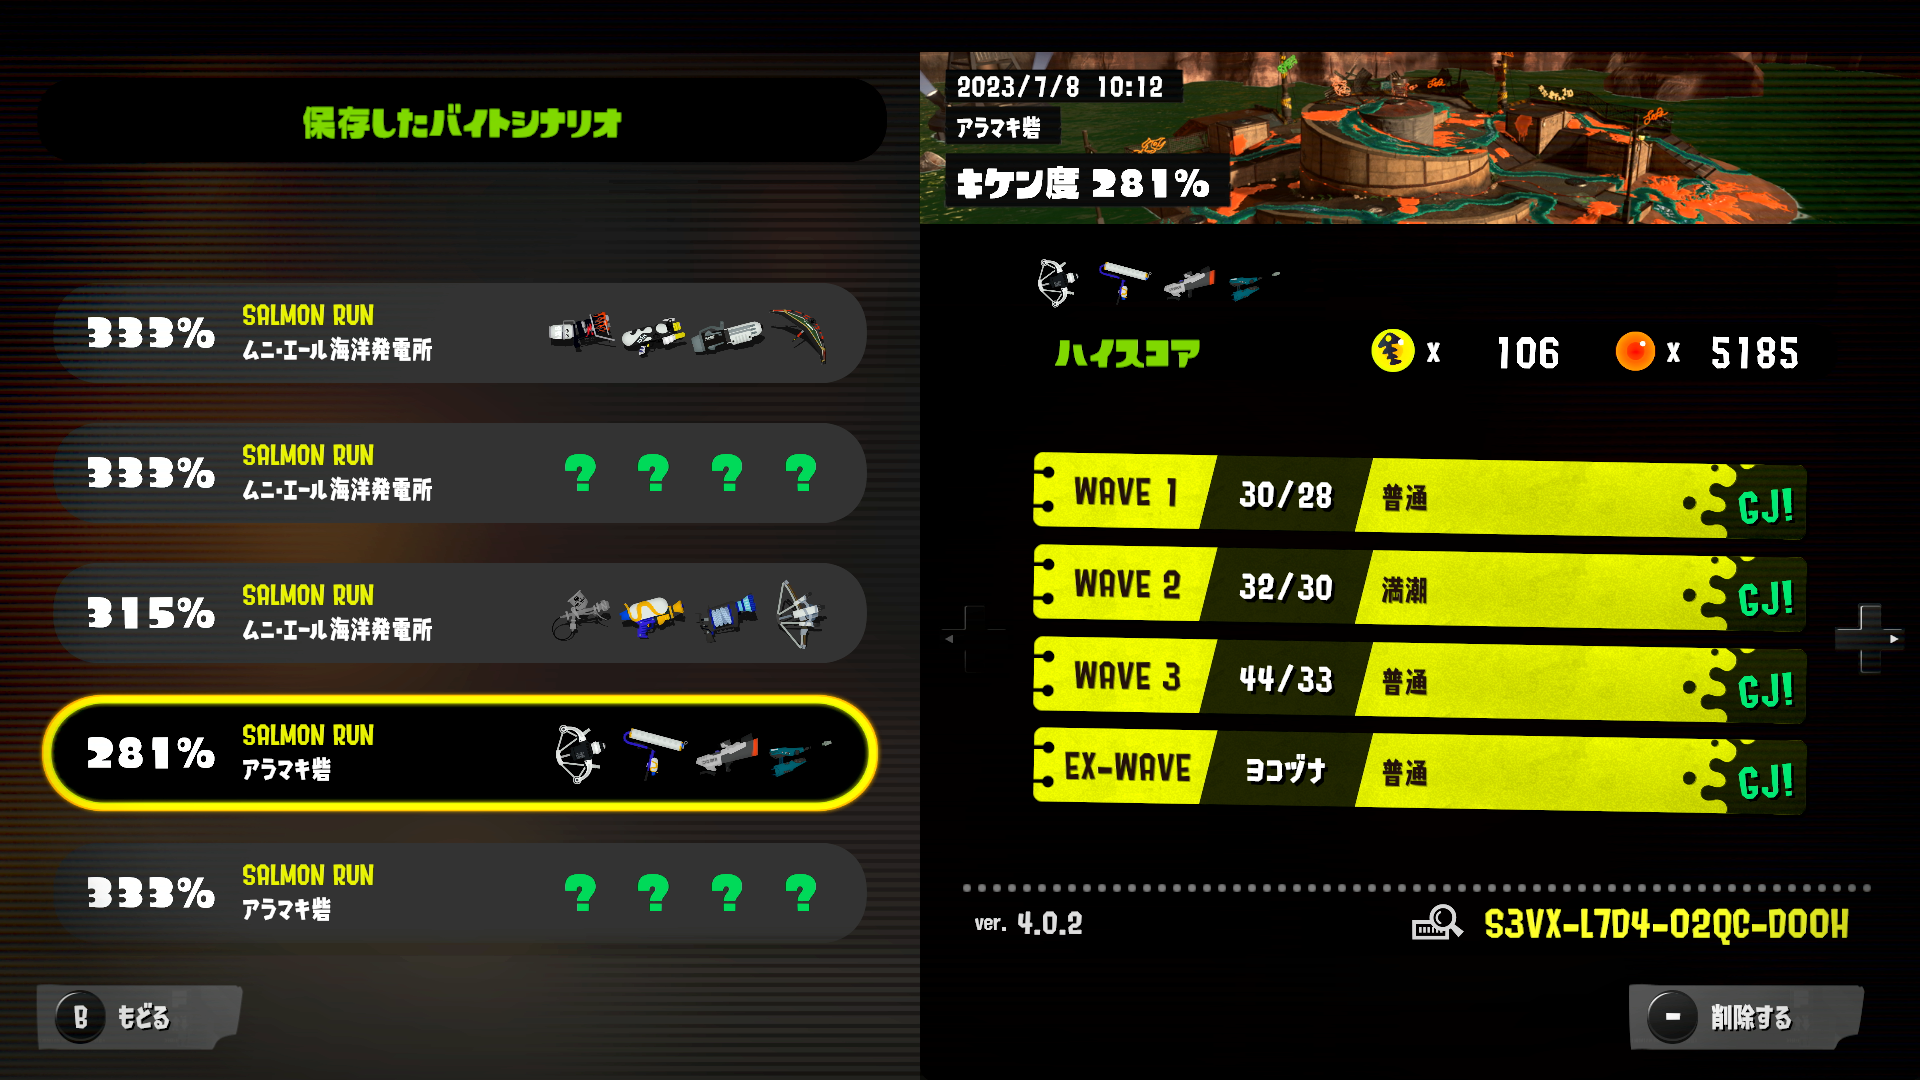 保存したバイトシナリオ
333% SALMON RUN
ムニ・エール海洋発電所
333% SALMON RUN
ムニ・エール海洋発電所
? ? ? ?
315% SALMON RUN
ムニ・エール海洋発電所
281% SALMON RUN
アラマキ砦
333% SALMON RUN
アラマキ砦
? ? ? ?
B もどる
2023/7/8 10:12
アラマキ砦
キケン度 281%
ハイスコア x 106 x 5185
WAVE 1 30/28 普通 GJ!
WAVE 2 32/30 満潮 GJ!
WAVE 3 44/33 普通 GJ!
EX-WAVE ヨコヅナ 普通 GJ!
ver. 4.0.2
S3VX-L7D4-02QC-D00H
- 削除する